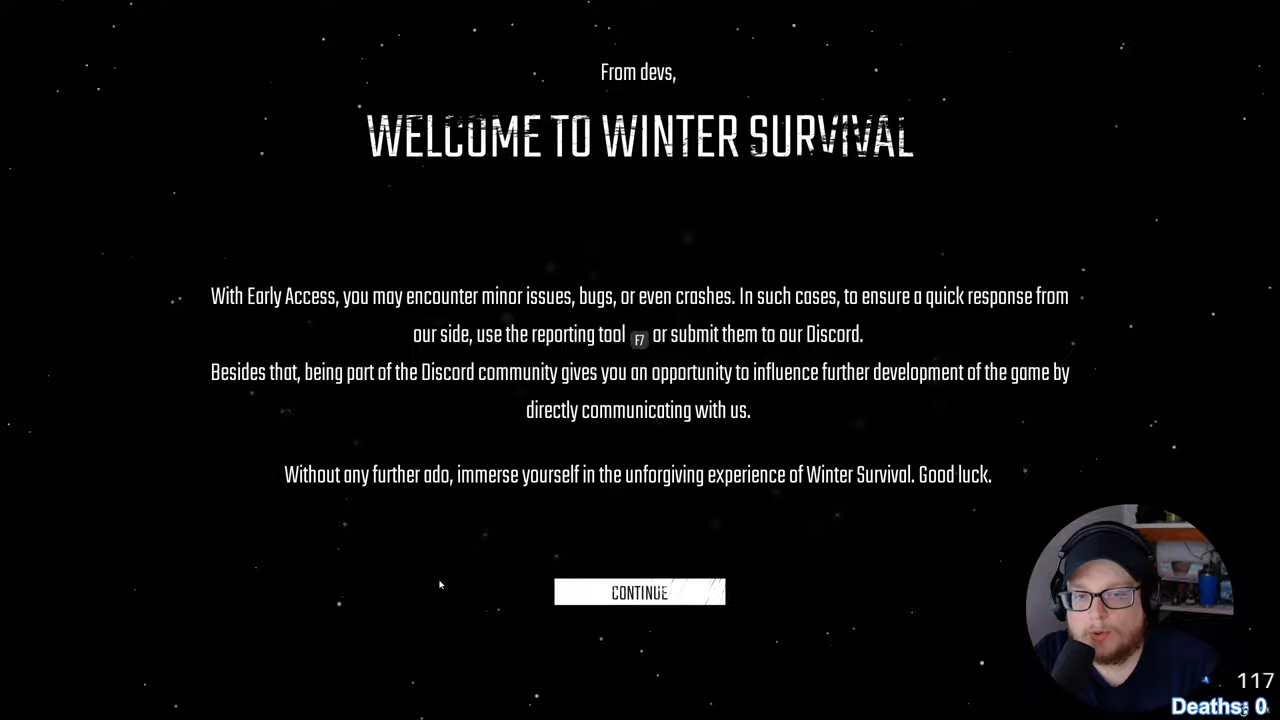 From devs,
WELCOME TO WINTER SURVIVAL
With Early Access, you may encounter minor issues, bugs, or even crashes. In such cases, to ensure a quick response from
our side, use the reporting tool F7 or submit them to our Discord.
Besides that, being part of the Discord community gives you an opportunity to influence further development of the game by
directly communicating with us.
Without any further ado, immerse yourself in the unforgiving experience of Winter Survival. Good luck.
CONTINUE
117
Deaths: 0